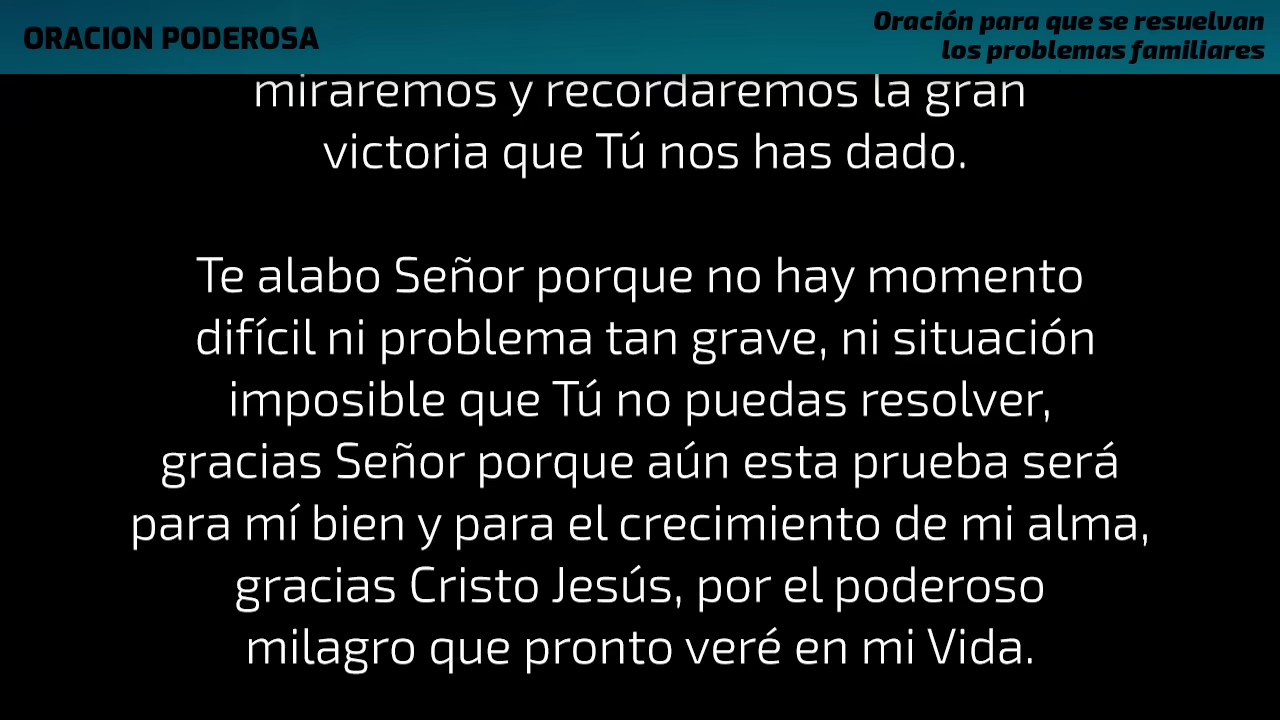 ORACION PODEROSA
Oración para que se resuelvan
los problemas familiares
miraremos y recordaremos la gran
victoria que Tú nos has dado.
Te alabo Señor porque no hay momento
difícil ni problema tan grave, ni situación
imposible que Tú no puedas resolver,
gracias Señor porque aún esta prueba será
para mí bien y para el crecimiento de mi alma,
gracias Cristo Jesús, por el poderoso
milagro que pronto veré en mi Vida.